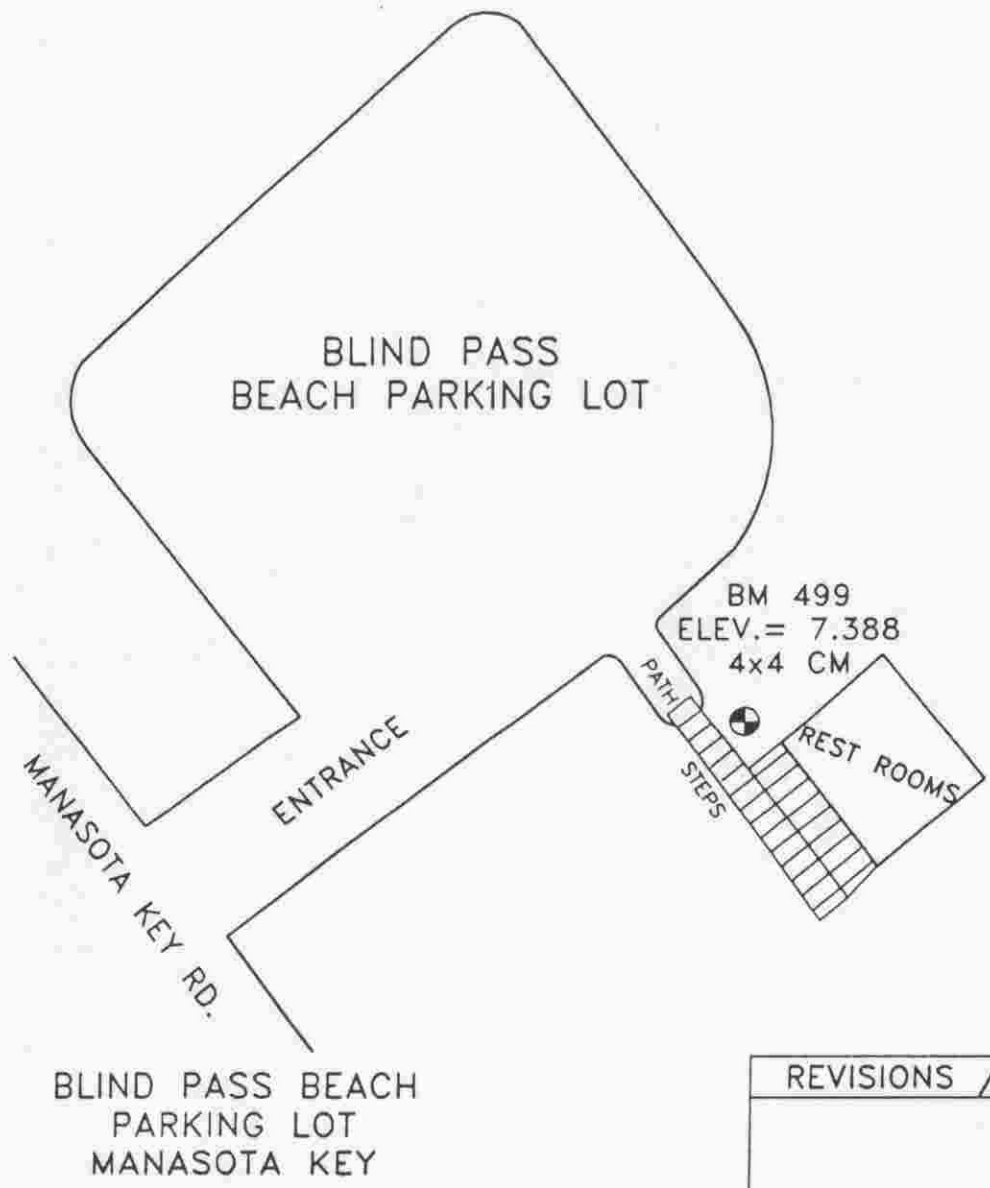 BLIND PASS
BEACH PARKING LOT
BM 499
ELEV.= 7.388
4x4 CM
PATH
REST ROOMS
STEPS
ENTRANCE
MANASOTA KEY RD.
BLIND PASS BEACH
PARKING LOT
MANASOTA KEY
REVISIONS